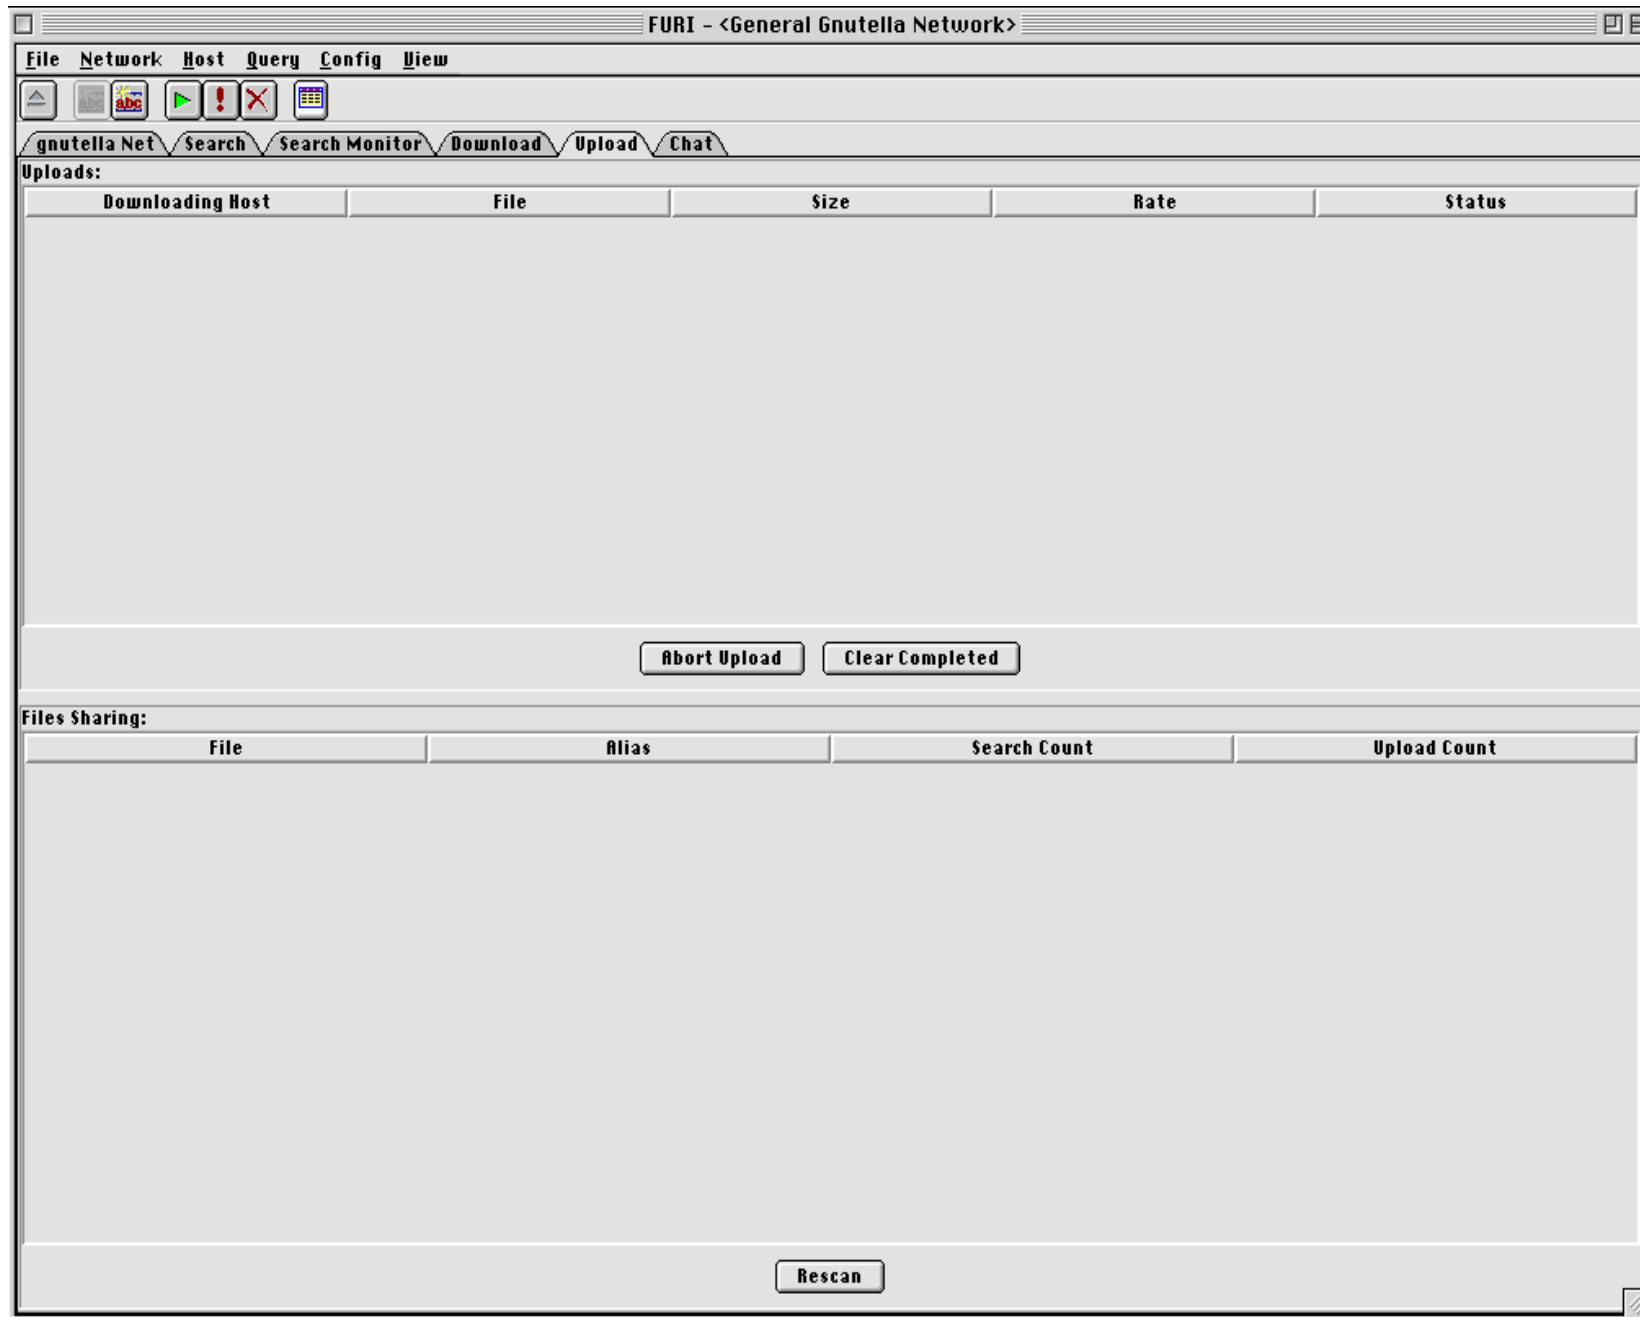 FURI - <General Gnutella Network>
File Network Host Query Config View
abc abc
gnutella Net Search Search Monitor Download Upload Chat
Uploads:
Downloading Host File Size Rate Status
Abort Upload Clear Completed
Files Sharing:
File Alias Search Count Upload Count
Rescan